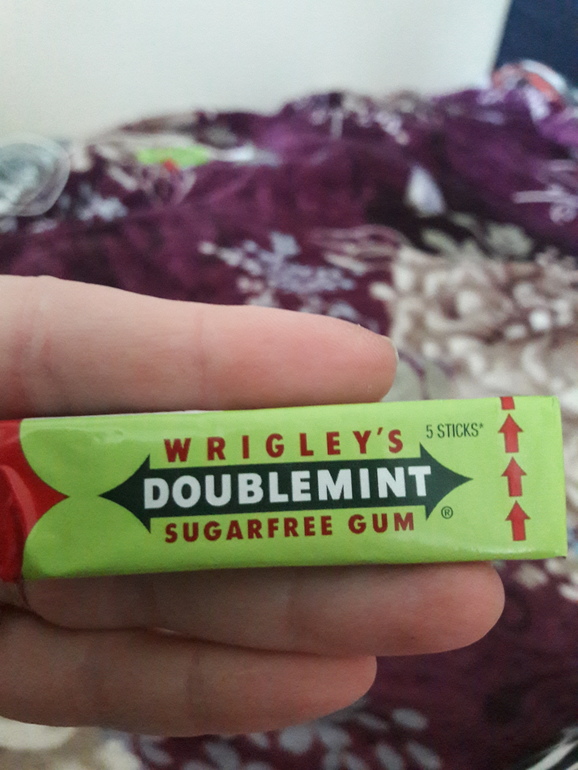 WRIGLEY'S
5 STICKS*
DOUBLEMINT
SUGARFREE GUM ®